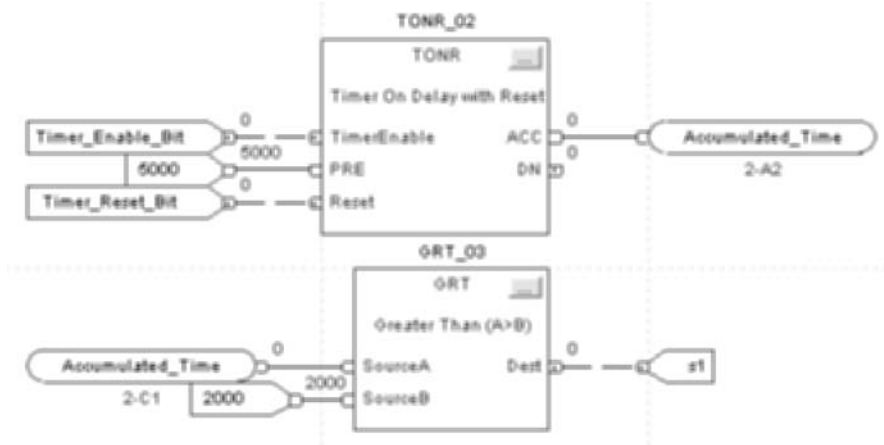 TONR_02
TONR
Timer On Delay with Reset
0
Timer_Enable_Bit
TimerEnable
ACC
0
Accumulated_Time
5000
5000
PRE
DN
0
2-A2
0
Timer_Reset_Bit
Reset
GRT_03
GRT
Greater Than (A>B)
Accumulated_Time
0
SourceA
Dest
0
s1
2-C1
2000
2000
SourceB